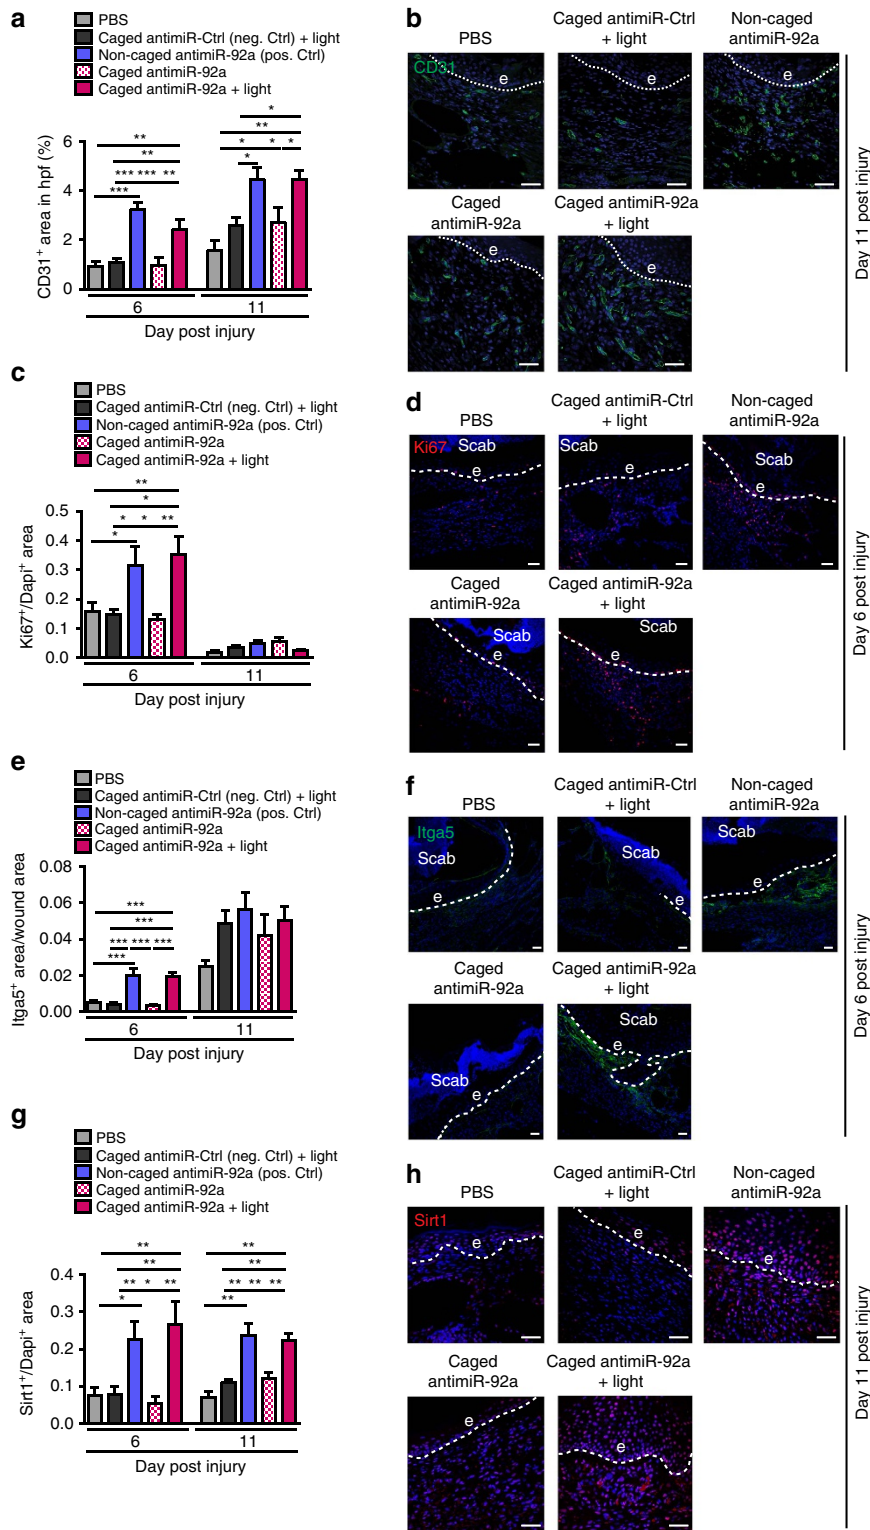 a
PBS
Caged antimiR-Ctrl (neg. Ctrl) + light
Non-caged antimiR-92a (pos. Ctrl)
Caged antimiR-92a
Caged antimiR-92a + light
CD31+ area in hpf (%)
6
4
2
0
*
** **
** * *
*** *** ** *
***
6 11
Day post injury
b
PBS
Caged antimiR-Ctrl
+ light
Non-caged
antimiR-92a
CD31
e e e
Caged
antimiR-92a
Caged antimiR-92a
+ light
e e
Day 11 post injury
c
PBS
Caged antimiR-Ctrl (neg. Ctrl) + light
Non-caged antimiR-92a (pos. Ctrl)
Caged antimiR-92a
Caged antimiR-92a + light
Ki67+/Dapi+ area
0.5
0.4
0.3
0.2
0.1
0.0
**
*
* * **
*
6 11
Day post injury
d
PBS
Caged antimiR-Ctrl
+ light
Non-caged
antimiR-92a
Ki67
Scab Scab Scab
e e e
Caged
antimiR-92a
Caged antimiR-92a
+ light
Scab Scab
e e
Day 6 post injury
e
PBS
Caged antimiR-Ctrl (neg. Ctrl) + light
Non-caged antimiR-92a (pos. Ctrl)
Caged antimiR-92a
Caged antimiR-92a + light
Itga5+ area/wound area
0.08
0.06
0.04
0.02
0.00
***
***
*** *** ***
***
6 11
Day post injury
f
PBS
Caged antimiR-Ctrl
+ light
Non-caged
antimiR-92a
Itga5
Scab Scab Scab
e e e
Caged
antimiR-92a
Caged antimiR-92a
+ light
Scab Scab
e e
Day 6 post injury
g
PBS
Caged antimiR-Ctrl (neg. Ctrl) + light
Non-caged antimiR-92a (pos. Ctrl)
Caged antimiR-92a
Caged antimiR-92a + light
Sirt1+/Dapi+ area
0.4
0.3
0.2
0.1
0.0
** **
** **
** * ** ** ** **
* **
6 11
Day post injury
h
PBS
Caged antimiR-Ctrl
+ light
Non-caged
antimiR-92a
Sirt1
e e e
Caged
antimiR-92a
Caged antimiR-92a
+ light
e e
Day 11 post injury